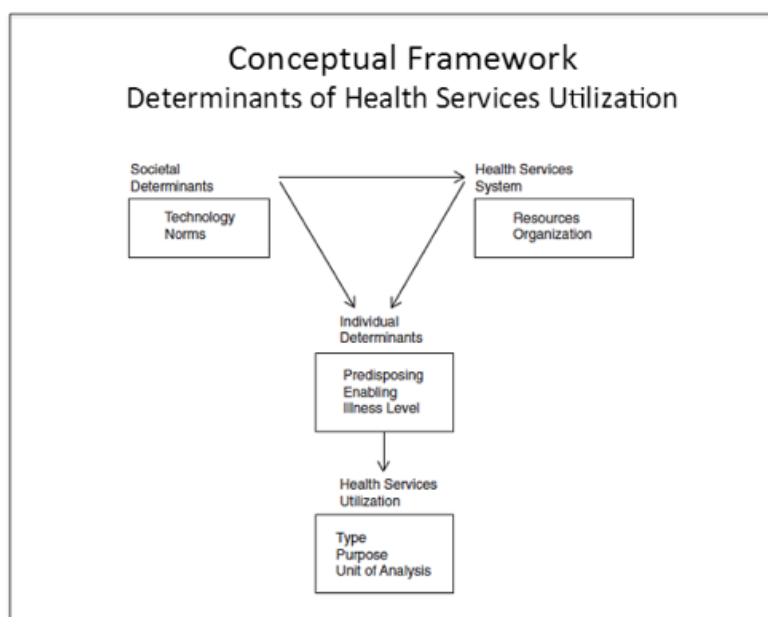 Conceptual Framework
Determinants of Health Services Utilization
Societal
Determinants
Technology
Norms
Health Services
System
Resources
Organization
Individual
Determinants
Predisposing
Enabling
Illness Level
Health Services
Utilization
Type
Purpose
Unit of Analysis